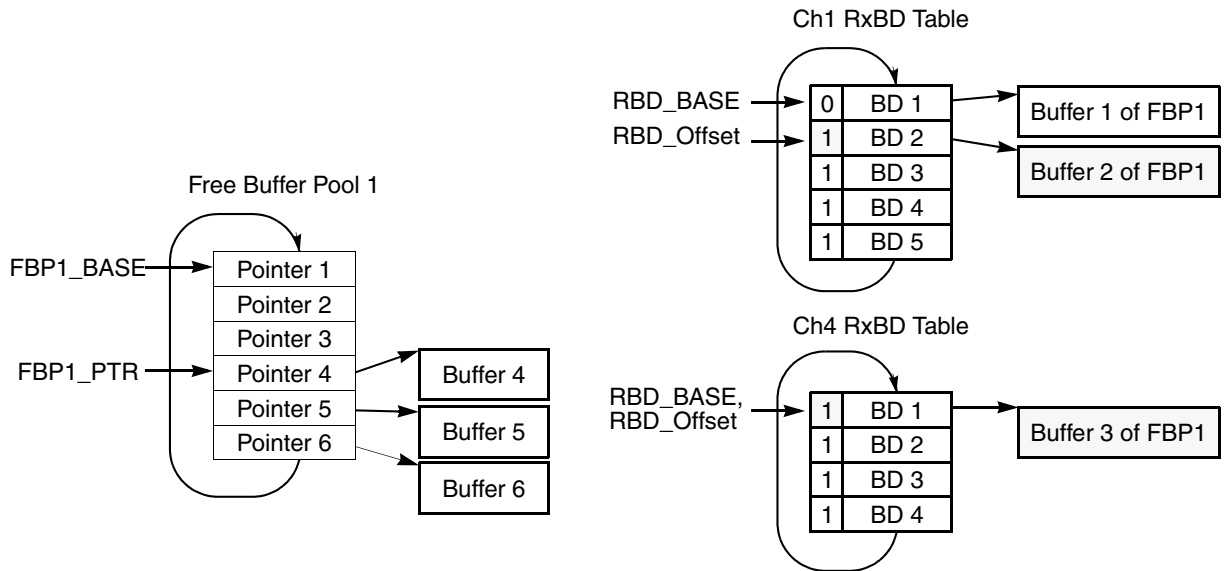 Free Buffer Pool 1
FBP1_BASE
Pointer 1
Pointer 2
Pointer 3
FBP1_PTR
Pointer 4
Pointer 5
Pointer 6
Buffer 4
Buffer 5
Buffer 6
Ch1 RxBD Table
RBD_BASE
0 BD 1
Buffer 1 of FBP1
RBD_Offset
1 BD 2
Buffer 2 of FBP1
1 BD 3
1 BD 4
1 BD 5
Ch4 RxBD Table
RBD_BASE,
RBD_Offset
1 BD 1
Buffer 3 of FBP1
1 BD 2
1 BD 3
1 BD 4